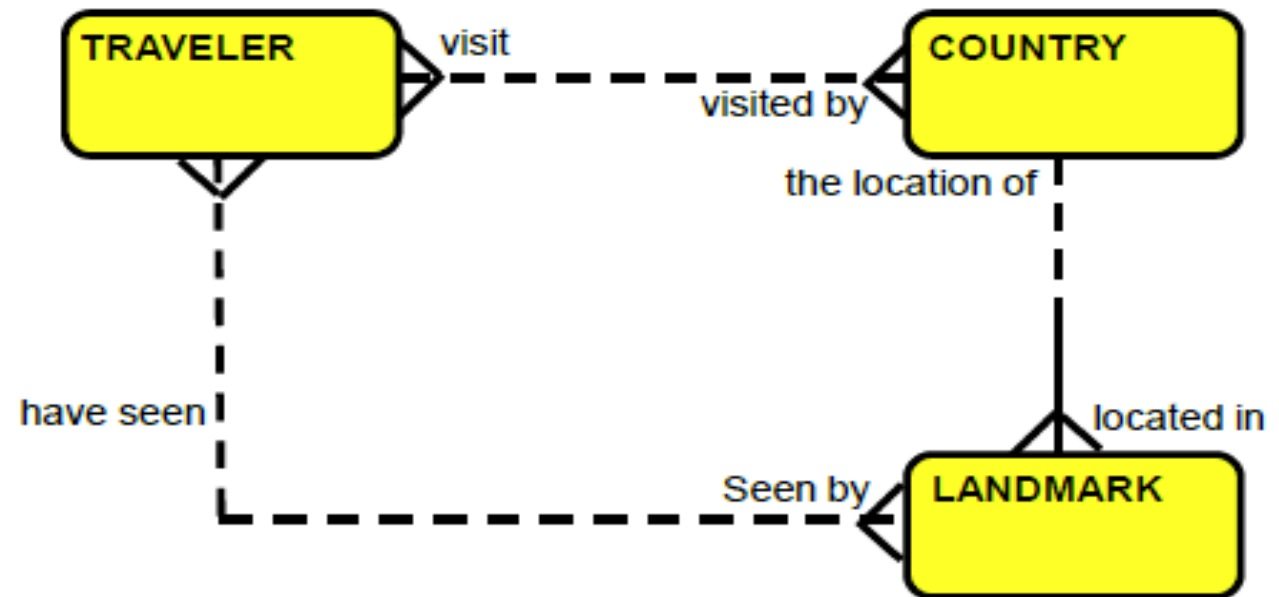 TRAVELER
visit
COUNTRY
visited by
the location of
have seen
located in
Seen by
LANDMARK